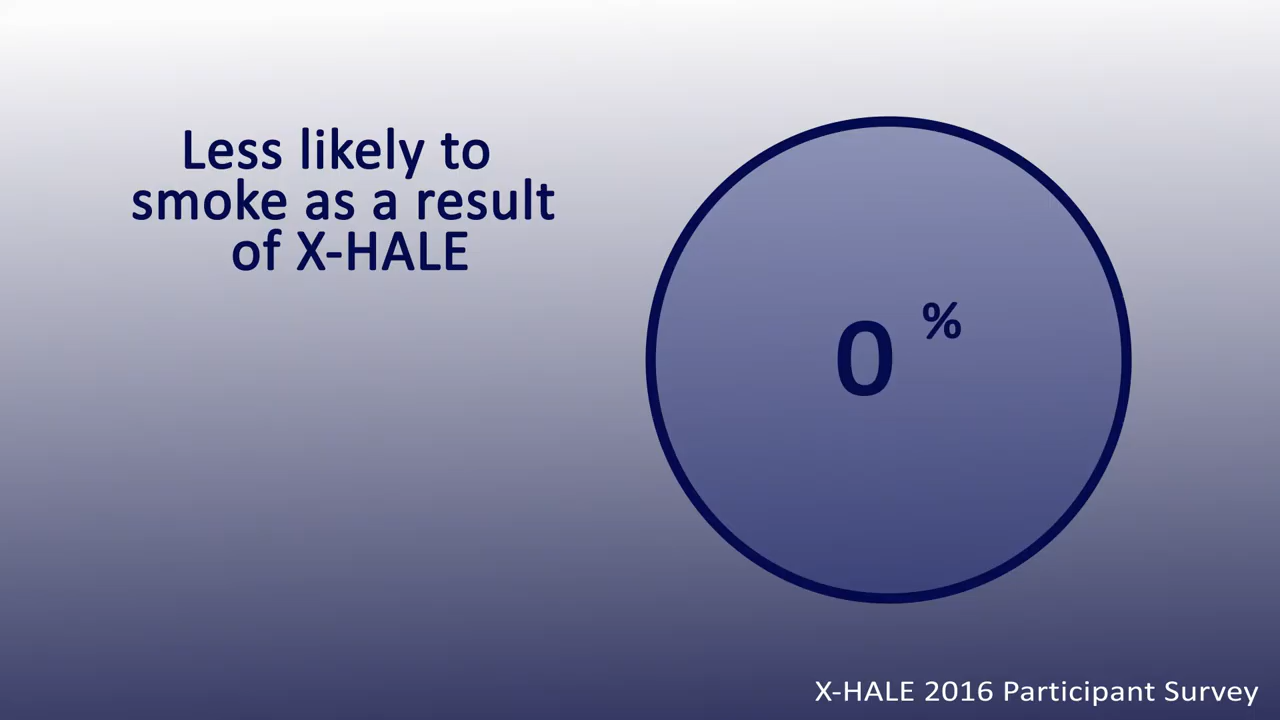 Less likely to
smoke as a result
of X-HALE
0 %
X-HALE 2016 Participant Survey